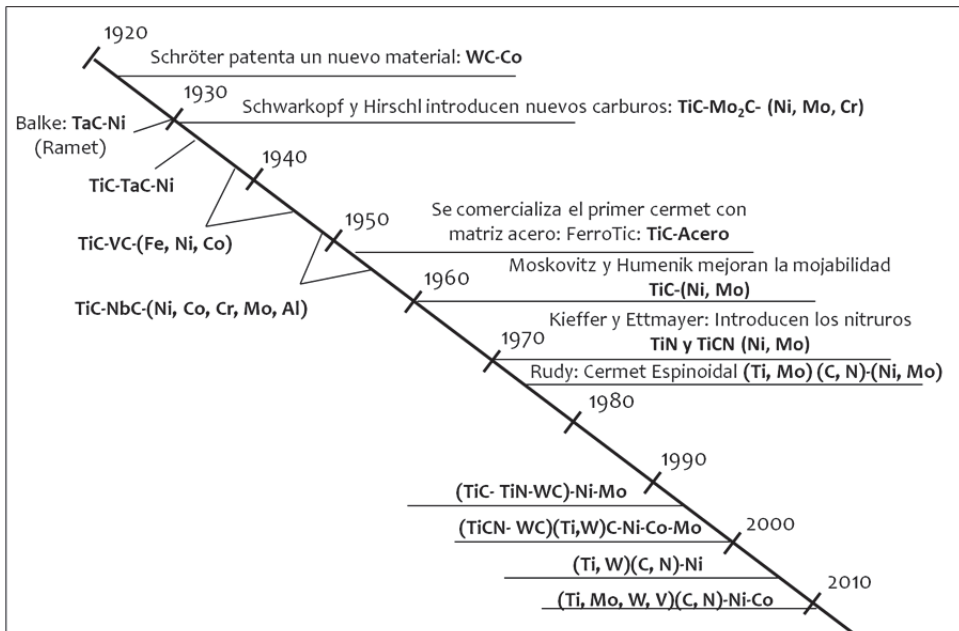 1920
Schröter patenta un nuevo material: WC-Co
1930
Schwarkopf y Hirschl introducen nuevos carburos: TiC-Mo₂C- (Ni, Mo, Cr)
Balke: TaC-Ni
(Ramet)
1940
TiC-TaC-Ni
1950
Se comercializa el primer cermet con
matriz acero: FerroTic: TiC-Acero
TiC-VC-(Fe, Ni, Co)
Moskovitz y Humenik mejoran la mojabilidad
1960
TiC-(Ni, Mo)
TiC-NbC-(Ni, Co, Cr, Mo, Al)
Kieffer y Ettmayer: Introducen los nitruros
1970
TiN y TiCN (Ni, Mo)
Rudy: Cermet Espinoidal (Ti, Mo) (C, N)-(Ni, Mo)
1980
1990
(TiC- TiN-WC)-Ni-Mo
2000
(TiCN- WC)(Ti,W)C-Ni-Co-Mo
(Ti, W)(C, N)-Ni
2010
(Ti, Mo, W, V)(C, N)-Ni-Co